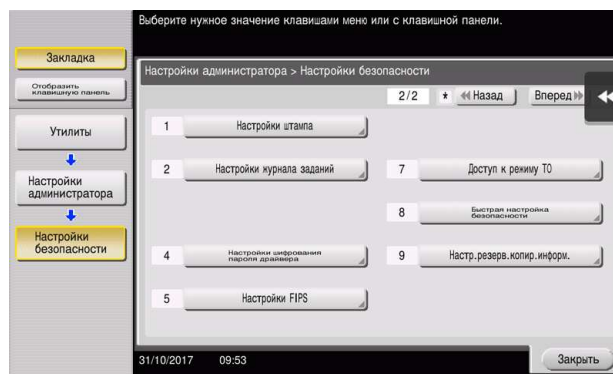 Выберите нужное значение клавишами меню или с клавишной панели.
Закладка
Отобразить
клавишную панель
Утилиты
Настройки
администратора
Настройки
безопасности
Настройки администратора > Настройки безопасности
2/2 * Назад Вперед
1 Настройки штампа
2 Настройки журнала заданий
7 Доступ к режиму ТО
8 Быстрая настройка
безопасности
4 Настройки шифрования
пароля драйвера
9 Настр.резерв.копир.информ.
5 Настройки FIPS
31/10/2017 09:53
Закрыть